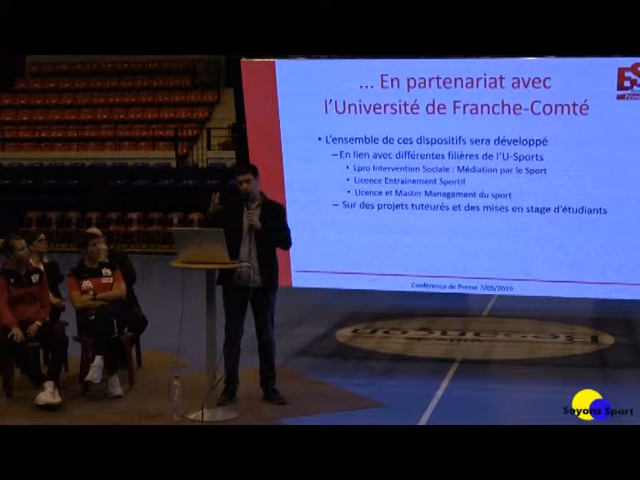 ... En partenariat avec
l'Université de Franche-Comté
• L'ensemble de ces dispositifs sera développé
– En lien avec différentes filières de l'U-Sports
• Lpro Intervention Sociale : Médiation par le Sport
• Licence Entrainement Sportif
• Licence et Master Management du sport
– Sur des projets tuteurés et des mises en stage d'étudiants
Conférence de Presse 7/05/2019
Soyons Sport